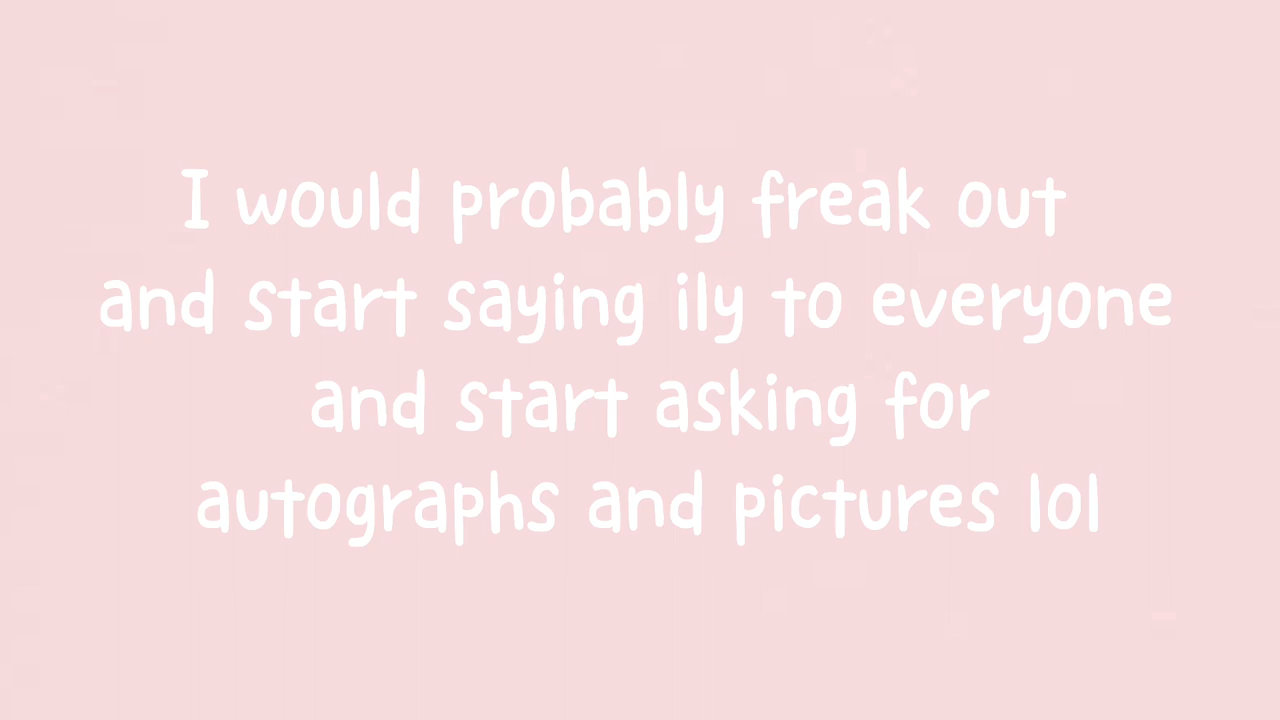 I would probably freak out
and start saying ily to everyone
and start asking for
autographs and pictures lol